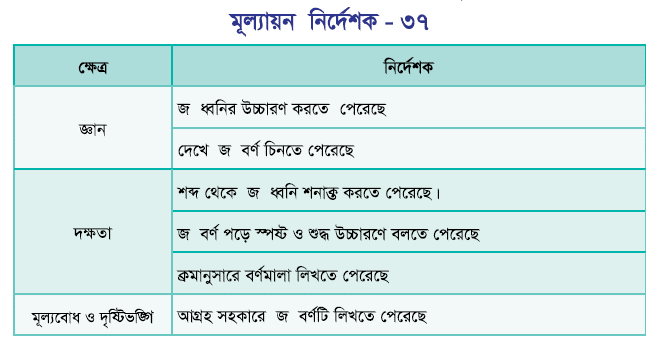 মূল্যায়ন নির্দেশক - ৩৭
ক্ষেত্র নির্দেশক
জ্ঞান
জ ধ্বনির উচ্চারণ করতে পেরেছে
দেখে জ বর্ণ চিনতে পেরেছে
দক্ষতা
শব্দ থেকে জ ধ্বনি শনাক্ত করতে পেরেছে।
জ বর্ণ পড়ে স্পষ্ট ও শুদ্ধ উচ্চারণে বলতে পেরেছে
ক্রমানুসারে বর্ণমালা লিখতে পেরেছে
মূল্যবোধ ও দৃষ্টিভঙ্গি আগ্রহ সহকারে জ বর্ণটি লিখতে পেরেছে